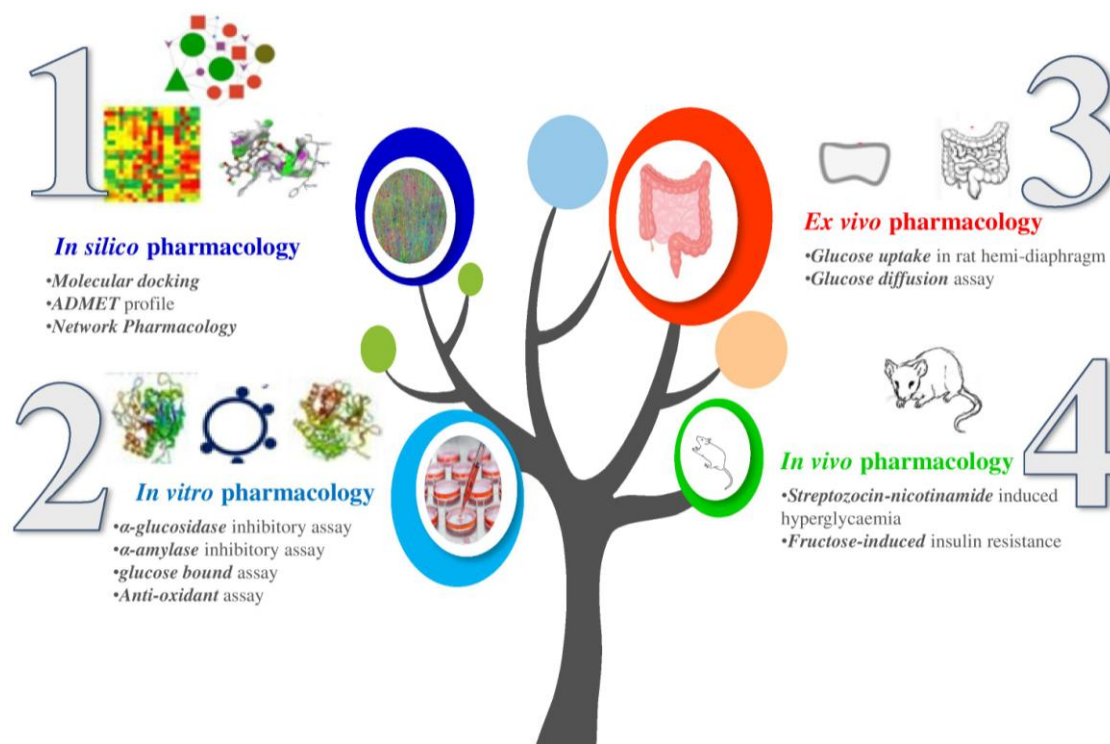 1
In silico pharmacology
•Molecular docking
•ADMET profile
•Network Pharmacology
2
In vitro pharmacology
•α-glucosidase inhibitory assay
•α-amylase inhibitory assay
•glucose bound assay
•Anti-oxidant assay
3
Ex vivo pharmacology
•Glucose uptake in rat hemi-diaphragm
•Glucose diffusion assay
4
In vivo pharmacology
•Streptozocin-nicotinamide induced
hyperglycaemia
•Fructose-induced insulin resistance